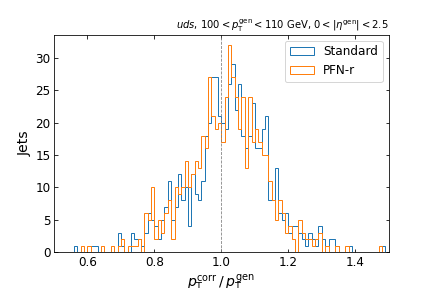 uds, 100 < p_T^gen < 110 GeV, 0 < |η^gen| < 2.5
Standard
PFN-r
Jets
30
25
20
15
10
5
0
0.6 0.8 1.0 1.2 1.4
p_T^corr / p_T^gen